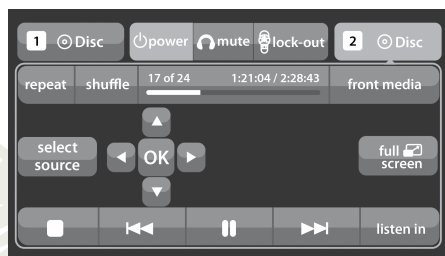 1 Disc power mute lock-out 2 Disc
repeat shuffle 17 of 24 1:21:04 / 2:28:43 front media
OK
select
source
full
screen
listen in